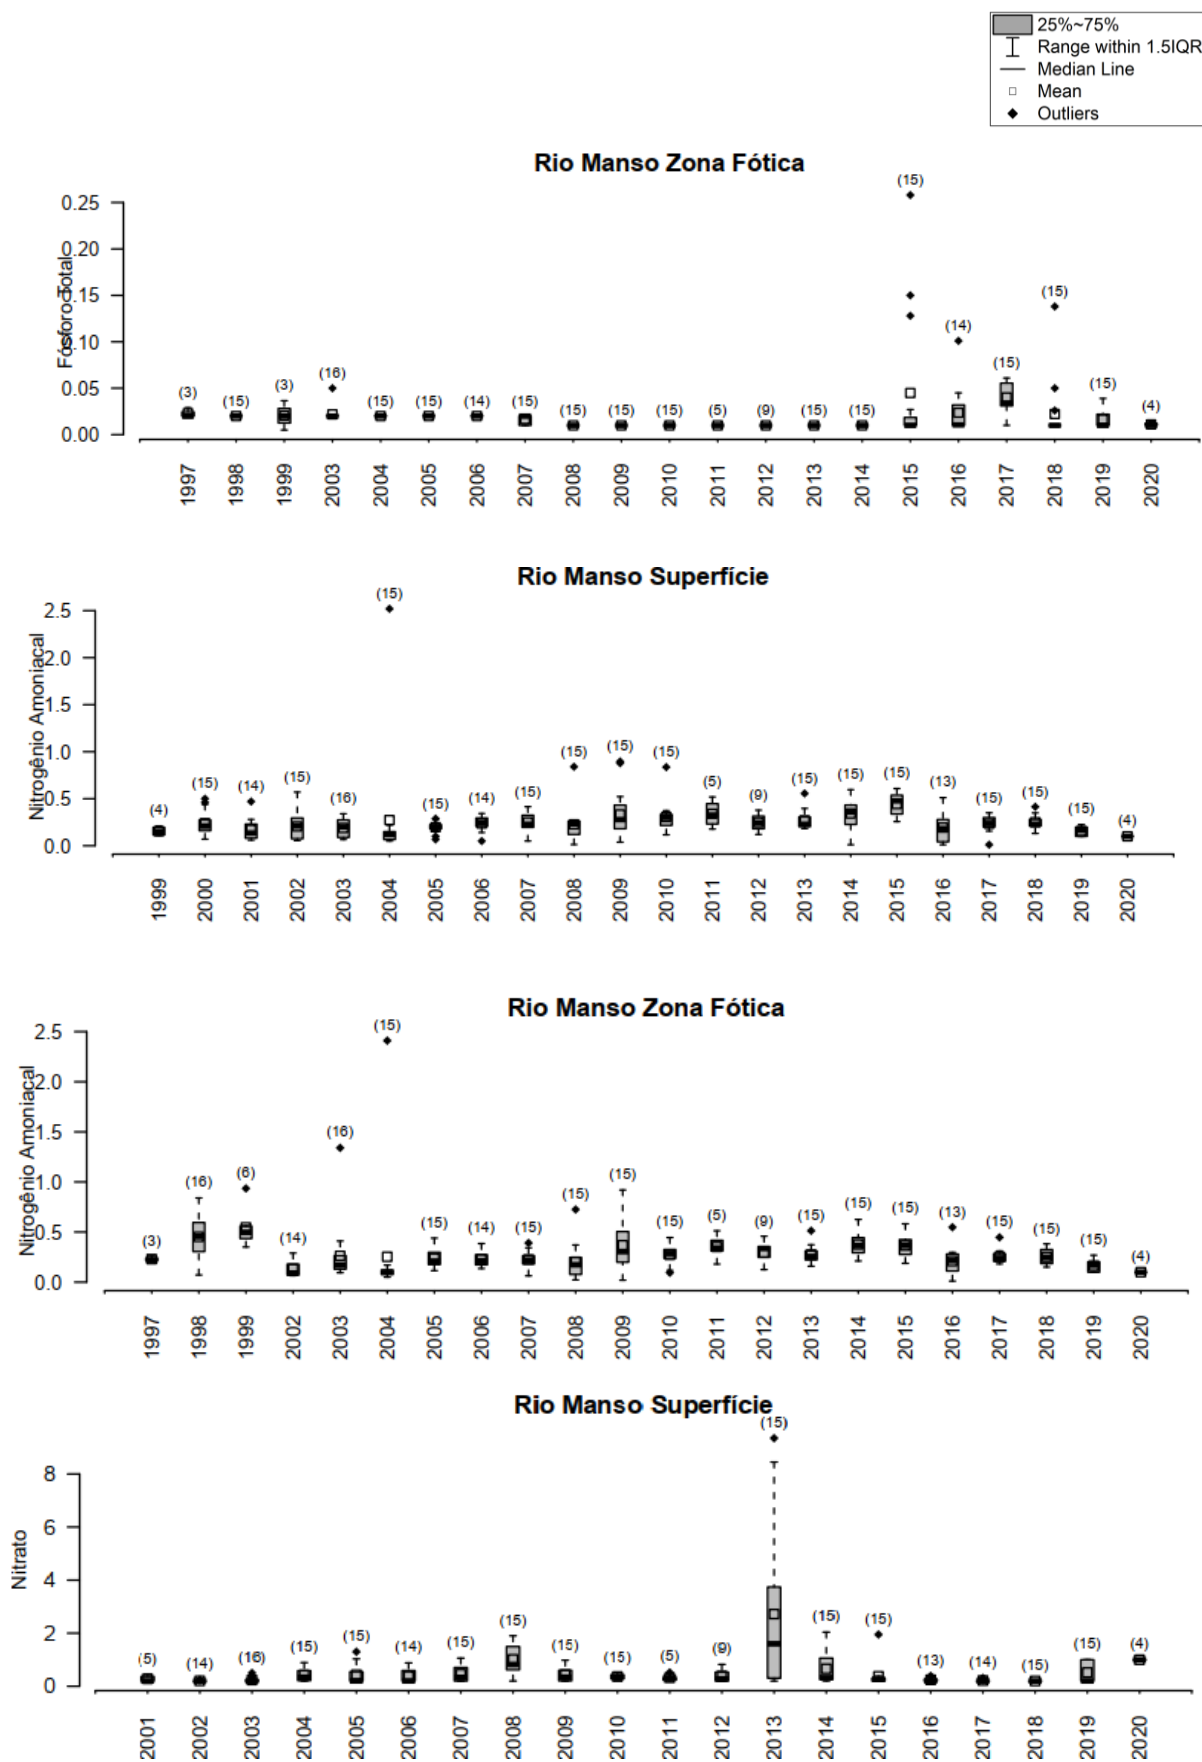 25%~75%
Range within 1.5IQR
Median Line
Mean
Outliers
Rio Manso Zona Fótica
Fósforo Total
0.25
0.20
0.15
0.10
0.05
0.00
(3) (15) (3) (16) (15) (15) (14) (15) (15) (15) (15) (5) (9) (15) (15) (15) (14) (15) (15) (15) (4)
1997 1998 1999 2003 2004 2005 2006 2007 2008 2009 2010 2011 2012 2013 2014 2015 2016 2017 2018 2019 2020
Rio Manso Superfície
Nitrogênio Amoniacal
2.5
2.0
1.5
1.0
0.5
0.0
(4) (15) (14) (15) (16) (15) (15) (14) (15) (15) (15) (15) (5) (9) (15) (15) (15) (13) (15) (15) (15) (4)
1999 2000 2001 2002 2003 2004 2005 2006 2007 2008 2009 2010 2011 2012 2013 2014 2015 2016 2017 2018 2019 2020
Rio Manso Zona Fótica
Nitrogênio Amoniacal
2.5
2.0
1.5
1.0
0.5
0.0
(3) (16) (6) (14) (16) (15) (15) (14) (15) (15) (15) (15) (5) (9) (15) (15) (15) (13) (15) (15) (15) (4)
1997 1998 1999 2002 2003 2004 2005 2006 2007 2008 2009 2010 2011 2012 2013 2014 2015 2016 2017 2018 2019 2020
Rio Manso Superfície
Nitrato
8
6
4
2
0
(5) (14) (16) (15) (15) (14) (15) (15) (15) (15) (5) (9) (15) (15) (15) (13) (14) (15) (15) (4)
2001 2002 2003 2004 2005 2006 2007 2008 2009 2010 2011 2012 2013 2014 2015 2016 2017 2018 2019 2020